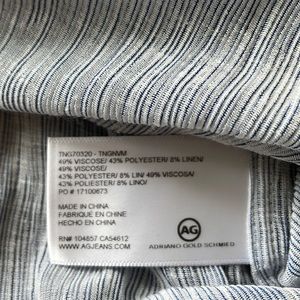 TNG70320 - TNGNVM
49% VISCOSE/ 43% POLYESTER/ 8% LINEN/
49% VISCOSE/
43% POLYESTER/ 8% LIN/ 49% VISCOSA/
43% POLIESTER/ 8% LINO/
PO # 17100673
MADE IN CHINA
FABRIQUÉ EN CHINE
HECHO EN CHINA
RN# 104857 CA54612
WWW.AGJEANS.COM
AG
ADRIANO GOLDSCHMIED